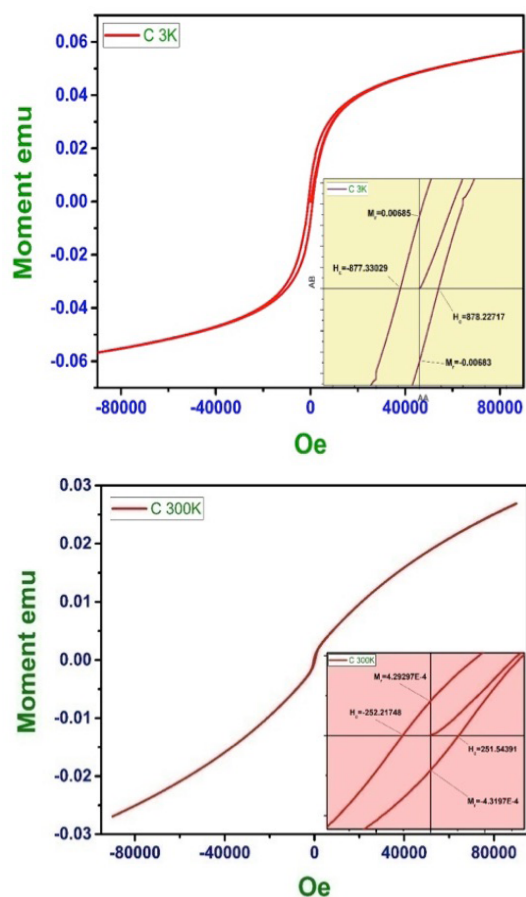 C 3K
Moment emu
0.06
0.04
0.02
0.00
-0.02
-0.04
-0.06
C 3K
Mr=0.00685
Hc=-877.33029
AB
Hc=878.22717
Mr=-0.00683
AA
-80000 -40000 0 40000 80000
Oe
C 300K
Moment emu
0.03
0.02
0.01
0.00
-0.01
-0.02
-0.03
C 300K
Mr=4.29297E-4
Hc=-252.21748
Hc=251.54391
Mr=-4.3197E-4
-80000 -40000 0 40000 80000
Oe